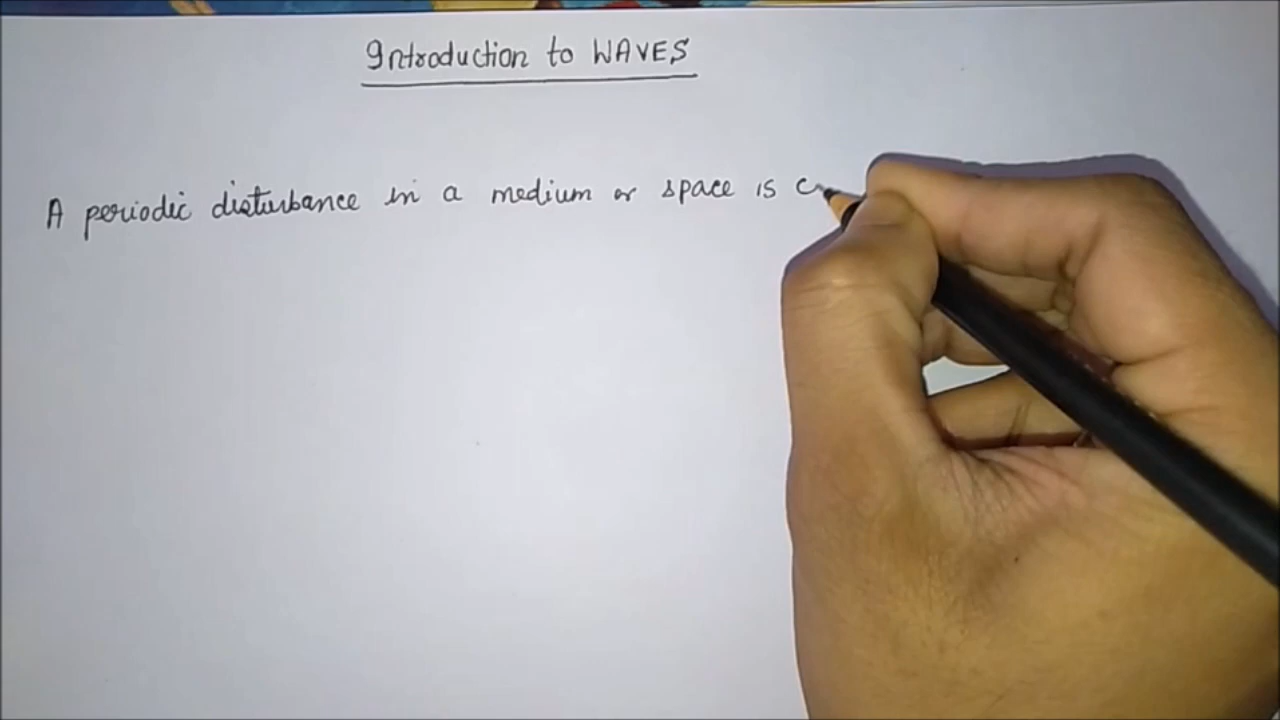 Introduction to WAVES
A periodic disturbance in a medium or space is